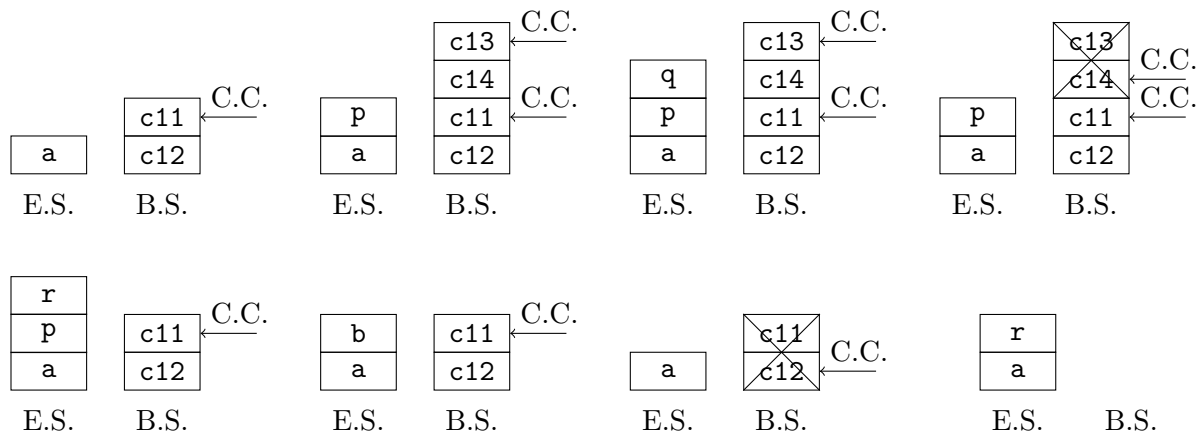 C.C. C.C. C.C.
c13 c13 c13
C.C.
q c14 c14 c14
C.C. C.C. C.C. C.C.
c11 p c11 p c11 p c11
a c12 a c12 a c12 a c12
E.S. B.S. E.S. B.S. E.S. B.S. E.S. B.S.
r
C.C. C.C.
p c11 b c11 c11 r
C.C.
a c12 a c12 a c12 a
E.S. B.S. E.S. B.S. E.S. B.S. E.S. B.S.